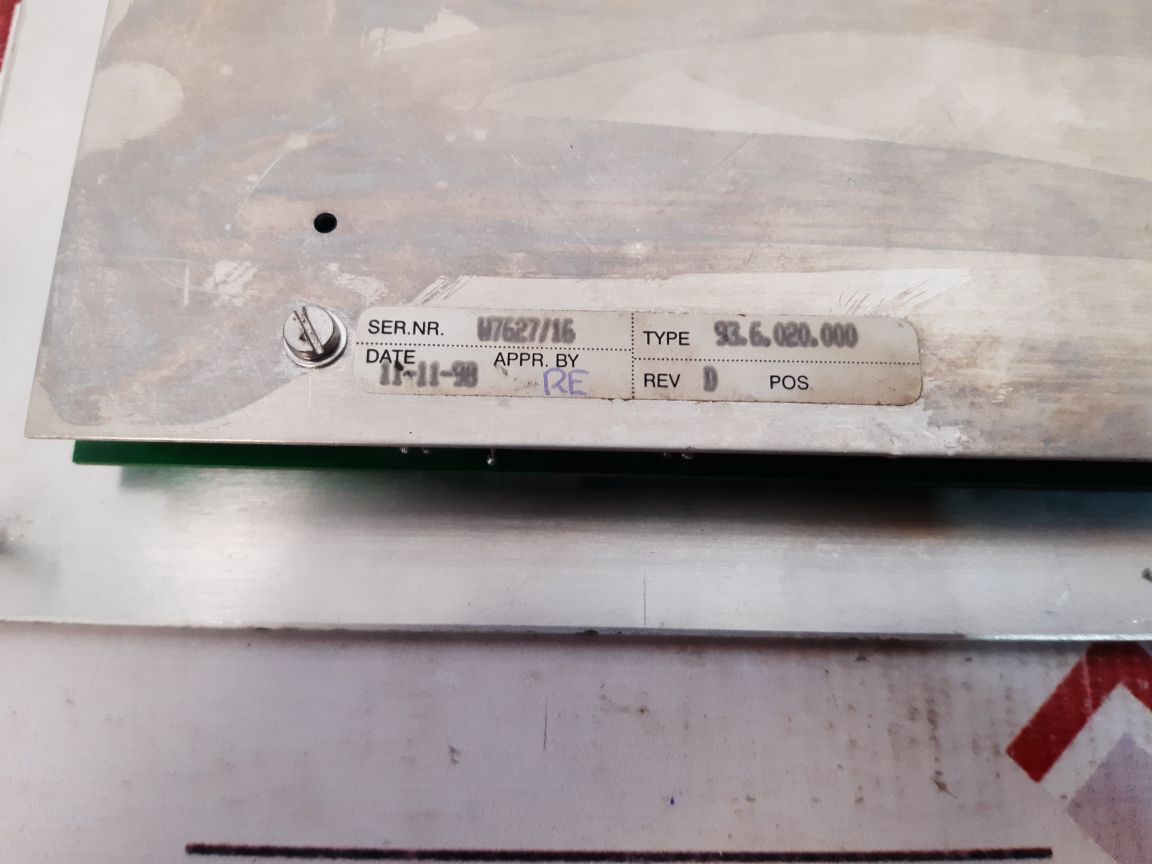 SER.NR. W7627/16 TYPE 93.6.020.000
DATE APPR. BY
11-11-98 RE REV D POS